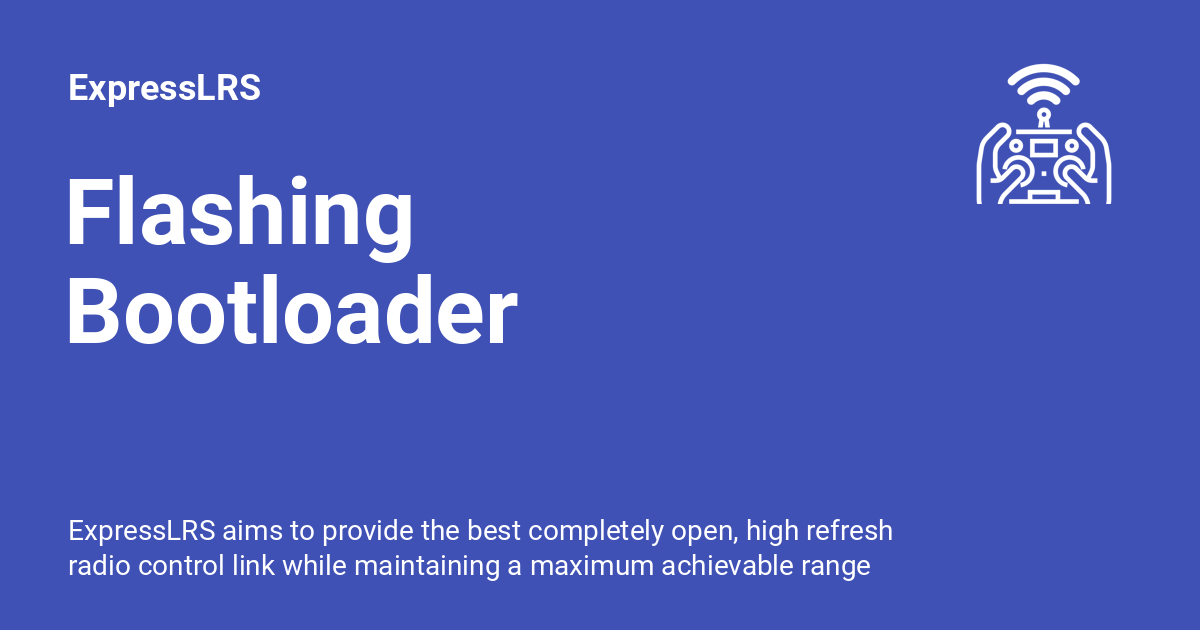 ExpressLRS
Flashing
Bootloader
ExpressLRS aims to provide the best completely open, high refresh
radio control link while maintaining a maximum achievable range